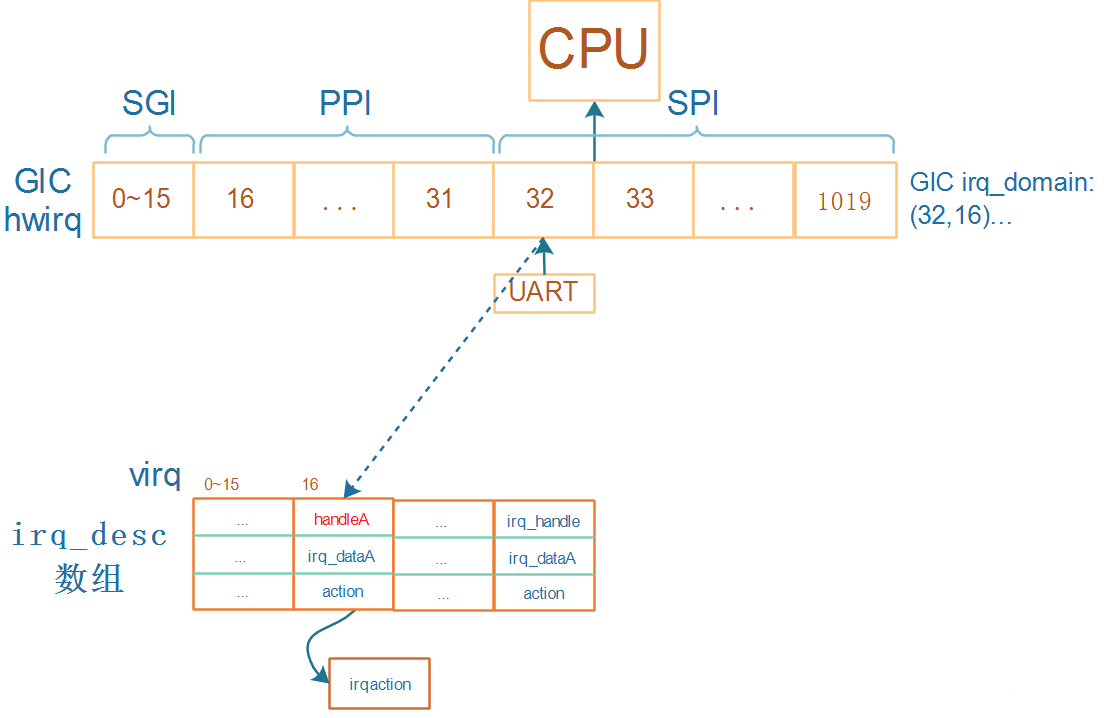 CPU
SGI
PPI
SPI
GIC
hwirq
0~15
16
...
31
32
33
...
1019
GIC irq_domain:
(32,16)...
UART
virq
0~15
16
irq_desc
数组
...
handleA
...
irq_handle
...
irq_dataA
...
irq_dataA
...
action
...
action
irqaction